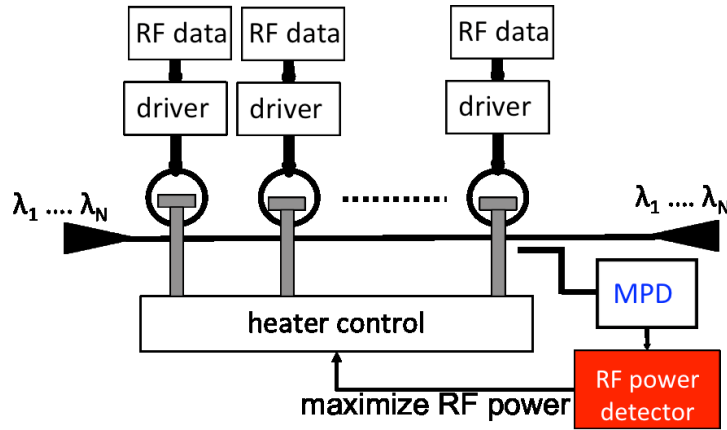 RF data RF data RF data
driver driver driver
λ1 .... λN λ1 .... λN
MPD
heater control
RF power
detector
maximize RF power